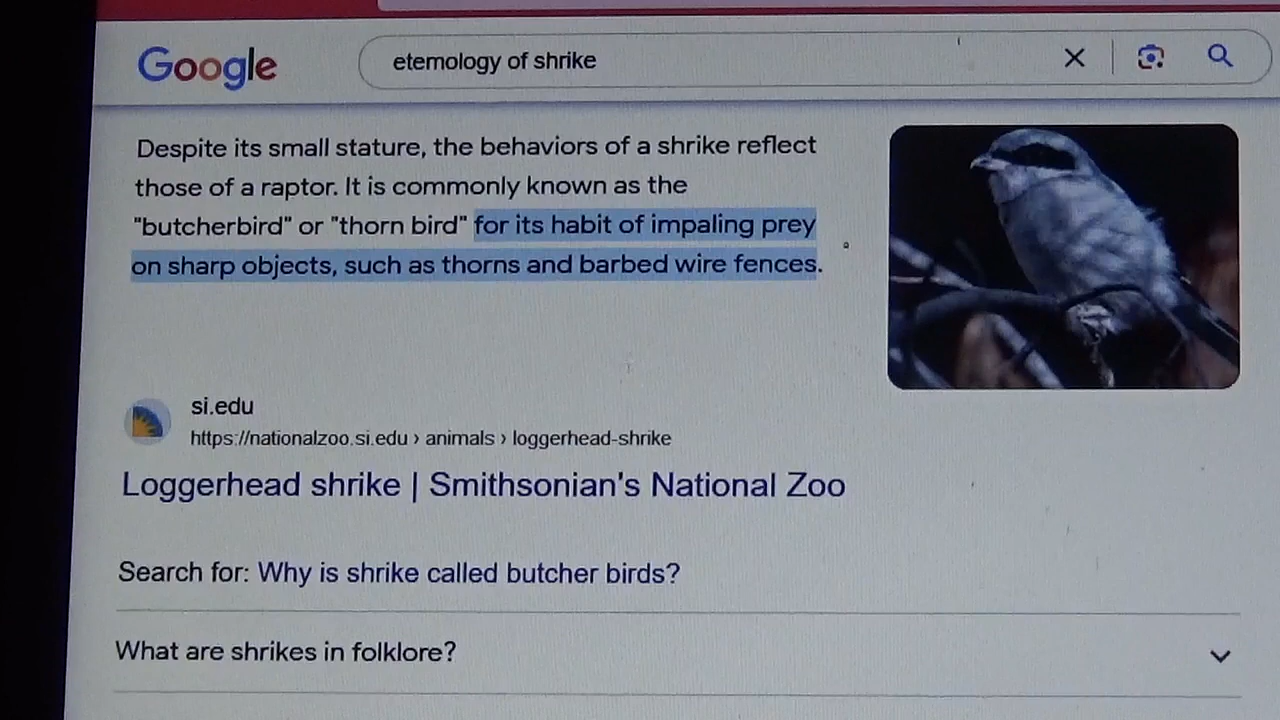 Google
etemology of shrike
Despite its small stature, the behaviors of a shrike reflect
those of a raptor. It is commonly known as the
"butcherbird" or "thorn bird" for its habit of impaling prey
on sharp objects, such as thorns and barbed wire fences.
si.edu
https://nationalzoo.si.edu › animals › loggerhead-shrike
Loggerhead shrike | Smithsonian's National Zoo
Search for: Why is shrike called butcher birds?
What are shrikes in folklore?